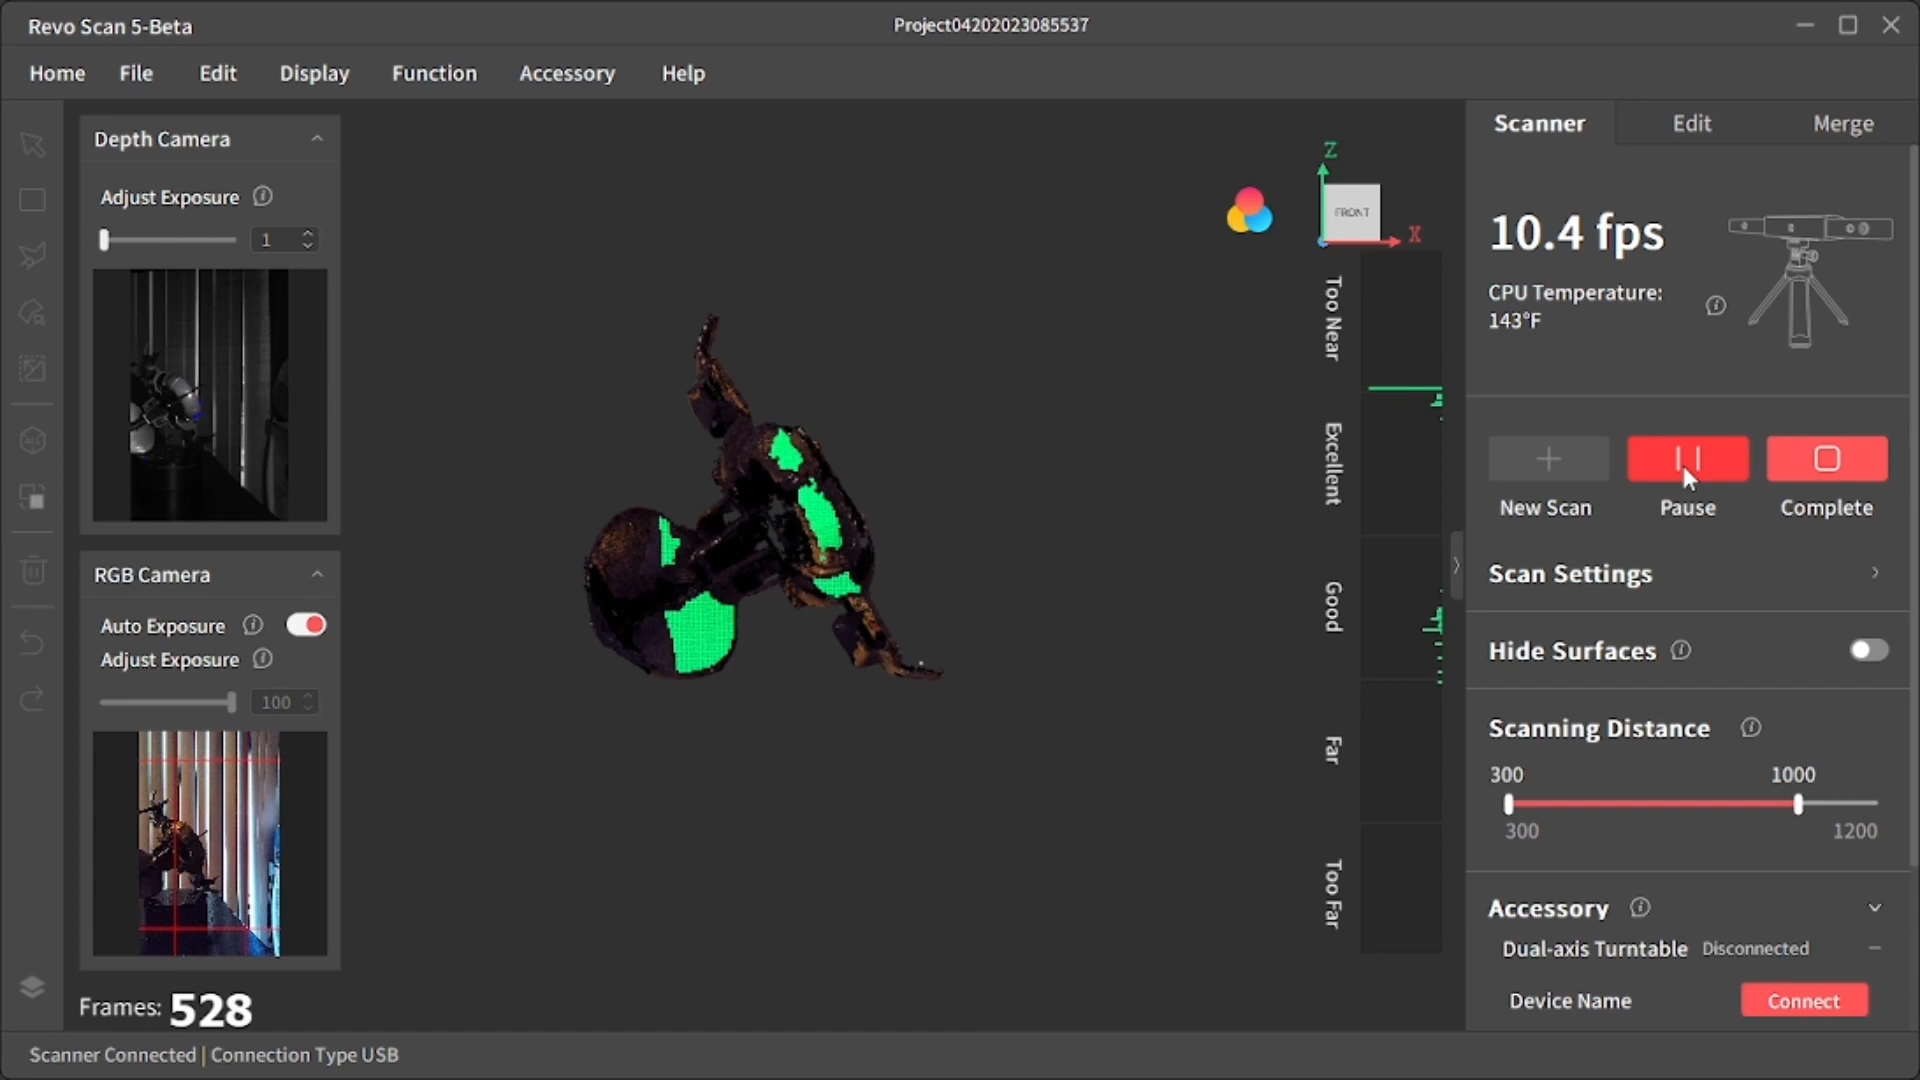 Revo Scan 5-Beta
Project04202023085537
Home File Edit Display Function Accessory Help
Depth Camera
Adjust Exposure
1
RGB Camera
Auto Exposure
Adjust Exposure
100
Frames: 528
Scanner Connected | Connection Type USB
Z
FRONT
X
Too Near
Excellent
Good
Far
Too Far
Scanner Edit Merge
10.4 fps
CPU Temperature:
143°F
New Scan Pause Complete
Scan Settings
Hide Surfaces
Scanning Distance
300 1000
300 1200
Accessory
Dual-axis Turntable Disconnected
Device Name Connect